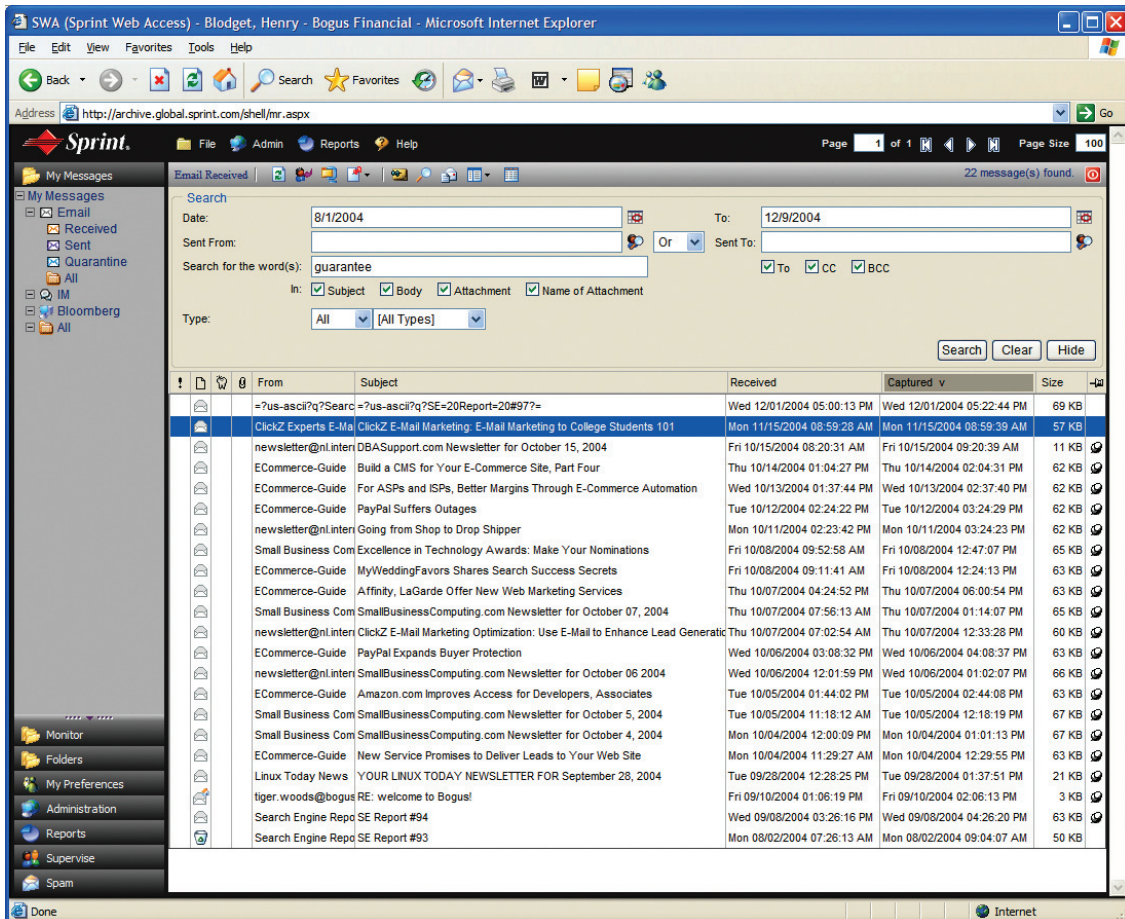 SWA (Sprint Web Access) - Blodget, Henry - Bogus Financial - Microsoft Internet Explorer
File Edit View Favorites Tools Help
Back Search Favorites
Address http://archive.global.sprint.com/shell/mr.aspx Go
Sprint. File Admin Reports Help Page 1 of 1 Page Size 100
My Messages Email Received 22 message(s) found.
My Messages
Email
Received
Sent
Quarantine
All
IM
Bloomberg
All
Search
Date: 8/1/2004 To: 12/9/2004
Sent From: Or Sent To:
Search for the word(s): guarantee To CC BCC
In: Subject Body Attachment Name of Attachment
Type: All [All Types]
Search Clear Hide
! From Subject Received Captured v Size
=?us-ascii?q?Searc =?us-ascii?q?SE=20Report=20#97?= Wed 12/01/2004 05:00:13 PM Wed 12/01/2004 05:22:44 PM 69 KB
ClickZ Experts E-Ma ClickZ E-Mail Marketing: E-Mail Marketing to College Students 101 Mon 11/15/2004 08:59:28 AM Mon 11/15/2004 08:59:39 AM 57 KB
newsletter@nl.intern DBASupport.com Newsletter for October 15, 2004 Fri 10/15/2004 08:20:31 AM Fri 10/15/2004 09:20:39 AM 11 KB
ECommerce-Guide Build a CMS for Your E-Commerce Site, Part Four Thu 10/14/2004 01:04:27 PM Thu 10/14/2004 02:04:31 PM 62 KB
ECommerce-Guide For ASPs and ISPs, Better Margins Through E-Commerce Automation Wed 10/13/2004 01:37:44 PM Wed 10/13/2004 02:37:40 PM 62 KB
ECommerce-Guide PayPal Suffers Outages Tue 10/12/2004 02:24:22 PM Tue 10/12/2004 03:24:29 PM 62 KB
newsletter@nl.intern Going from Shop to Drop Shipper Mon 10/11/2004 02:23:42 PM Mon 10/11/2004 03:24:23 PM 62 KB
Small Business Com Excellence in Technology Awards: Make Your Nominations Fri 10/08/2004 09:52:58 AM Fri 10/08/2004 12:47:07 PM 65 KB
ECommerce-Guide MyWeddingFavors Shares Search Success Secrets Fri 10/08/2004 09:11:41 AM Fri 10/08/2004 12:24:13 PM 63 KB
ECommerce-Guide Affinity, LaGarde Offer New Web Marketing Services Thu 10/07/2004 04:24:52 PM Thu 10/07/2004 06:00:54 PM 63 KB
Small Business Com SmallBusinessComputing.com Newsletter for October 07, 2004 Thu 10/07/2004 07:56:13 AM Thu 10/07/2004 01:14:07 PM 65 KB
newsletter@nl.intern ClickZ E-Mail Marketing Optimization: Use E-Mail to Enhance Lead Generatic Thu 10/07/2004 07:02:54 AM Thu 10/07/2004 12:33:28 PM 60 KB
ECommerce-Guide PayPal Expands Buyer Protection Wed 10/06/2004 03:08:32 PM Wed 10/06/2004 04:08:37 PM 63 KB
newsletter@nl.intern SmallBusinessComputing.com Newsletter for October 06 2004 Wed 10/06/2004 12:01:59 PM Wed 10/06/2004 01:02:07 PM 66 KB
ECommerce-Guide Amazon.com Improves Access for Developers, Associates Tue 10/05/2004 01:44:02 PM Tue 10/05/2004 02:44:08 PM 63 KB
Small Business Com SmallBusinessComputing.com Newsletter for October 5, 2004 Tue 10/05/2004 11:18:12 AM Tue 10/05/2004 12:18:19 PM 67 KB
Small Business Com SmallBusinessComputing.com Newsletter for October 4, 2004 Mon 10/04/2004 12:00:09 PM Mon 10/04/2004 01:01:13 PM 67 KB
ECommerce-Guide New Service Promises to Deliver Leads to Your Web Site Mon 10/04/2004 11:29:27 AM Mon 10/04/2004 12:29:55 PM 63 KB
Linux Today News YOUR LINUX TODAY NEWSLETTER FOR September 28, 2004 Tue 09/28/2004 12:28:25 PM Tue 09/28/2004 01:37:51 PM 21 KB
tiger.woods@bogus RE: welcome to Bogus! Fri 09/10/2004 01:06:19 PM Fri 09/10/2004 02:06:13 PM 3 KB
Search Engine Repo SE Report #94 Wed 09/08/2004 03:26:16 PM Wed 09/08/2004 04:26:20 PM 63 KB
Search Engine Repo SE Report #93 Mon 08/02/2004 07:26:13 AM Mon 08/02/2004 09:04:07 AM 50 KB
Monitor
Folders
My Preferences
Administration
Reports
Supervise
Spam
Done Internet